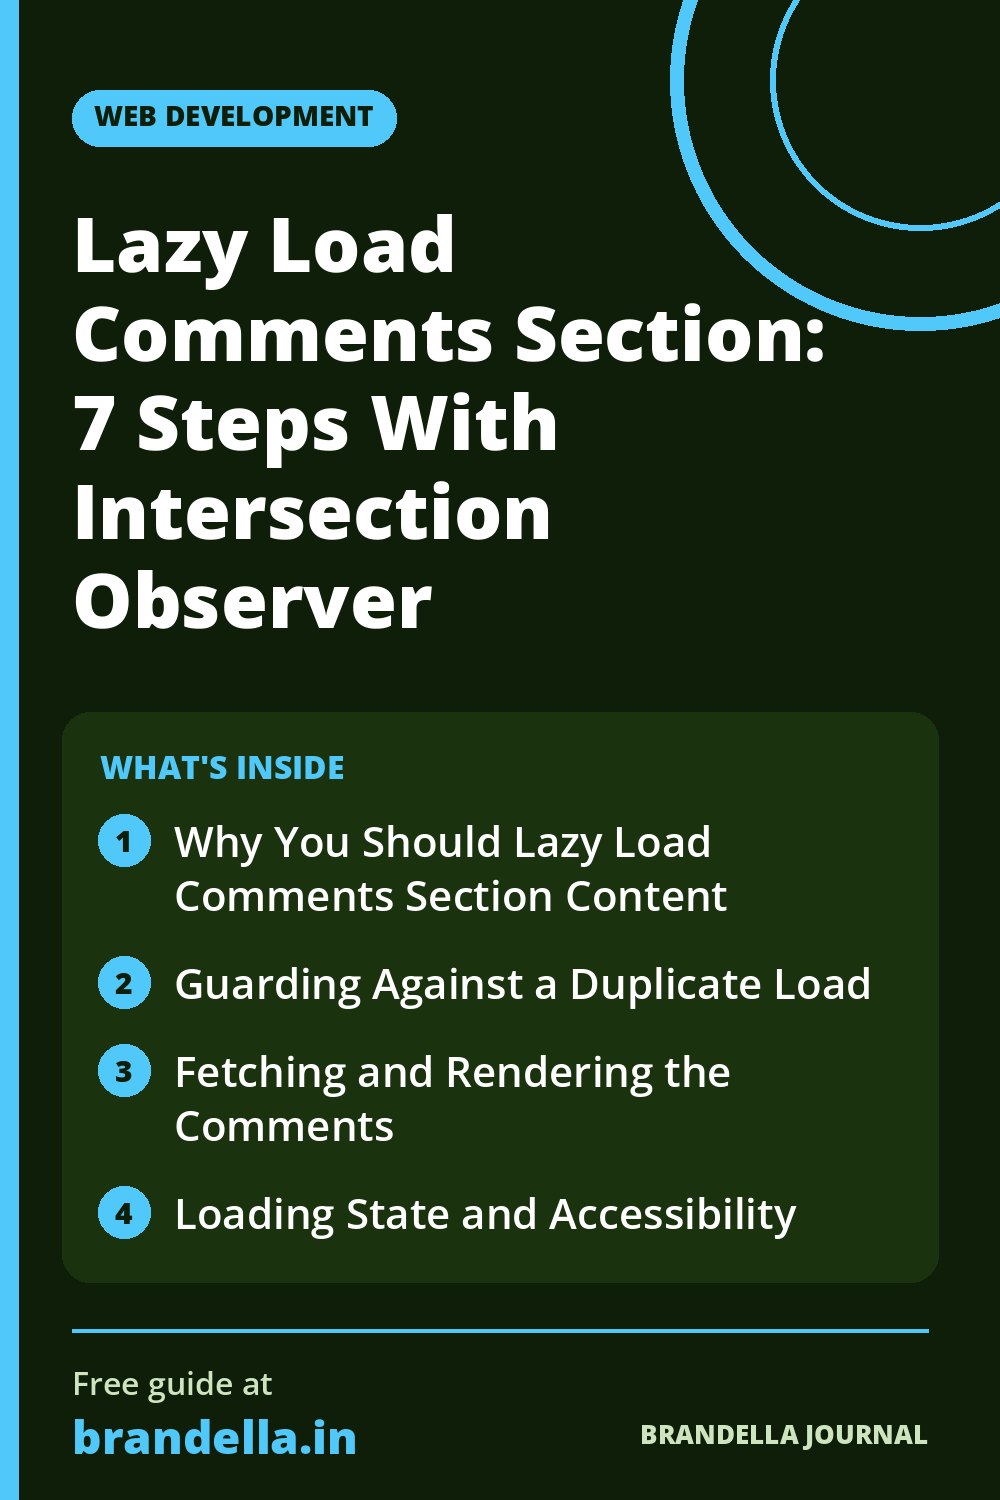 WEB DEVELOPMENT
Lazy Load
Comments Section:
7 Steps With
Intersection
Observer
WHAT'S INSIDE
1 Why You Should Lazy Load
Comments Section Content
2 Guarding Against a Duplicate Load
3 Fetching and Rendering the
Comments
4 Loading State and Accessibility
Free guide at
brandella.in
BRANDELLA JOURNAL